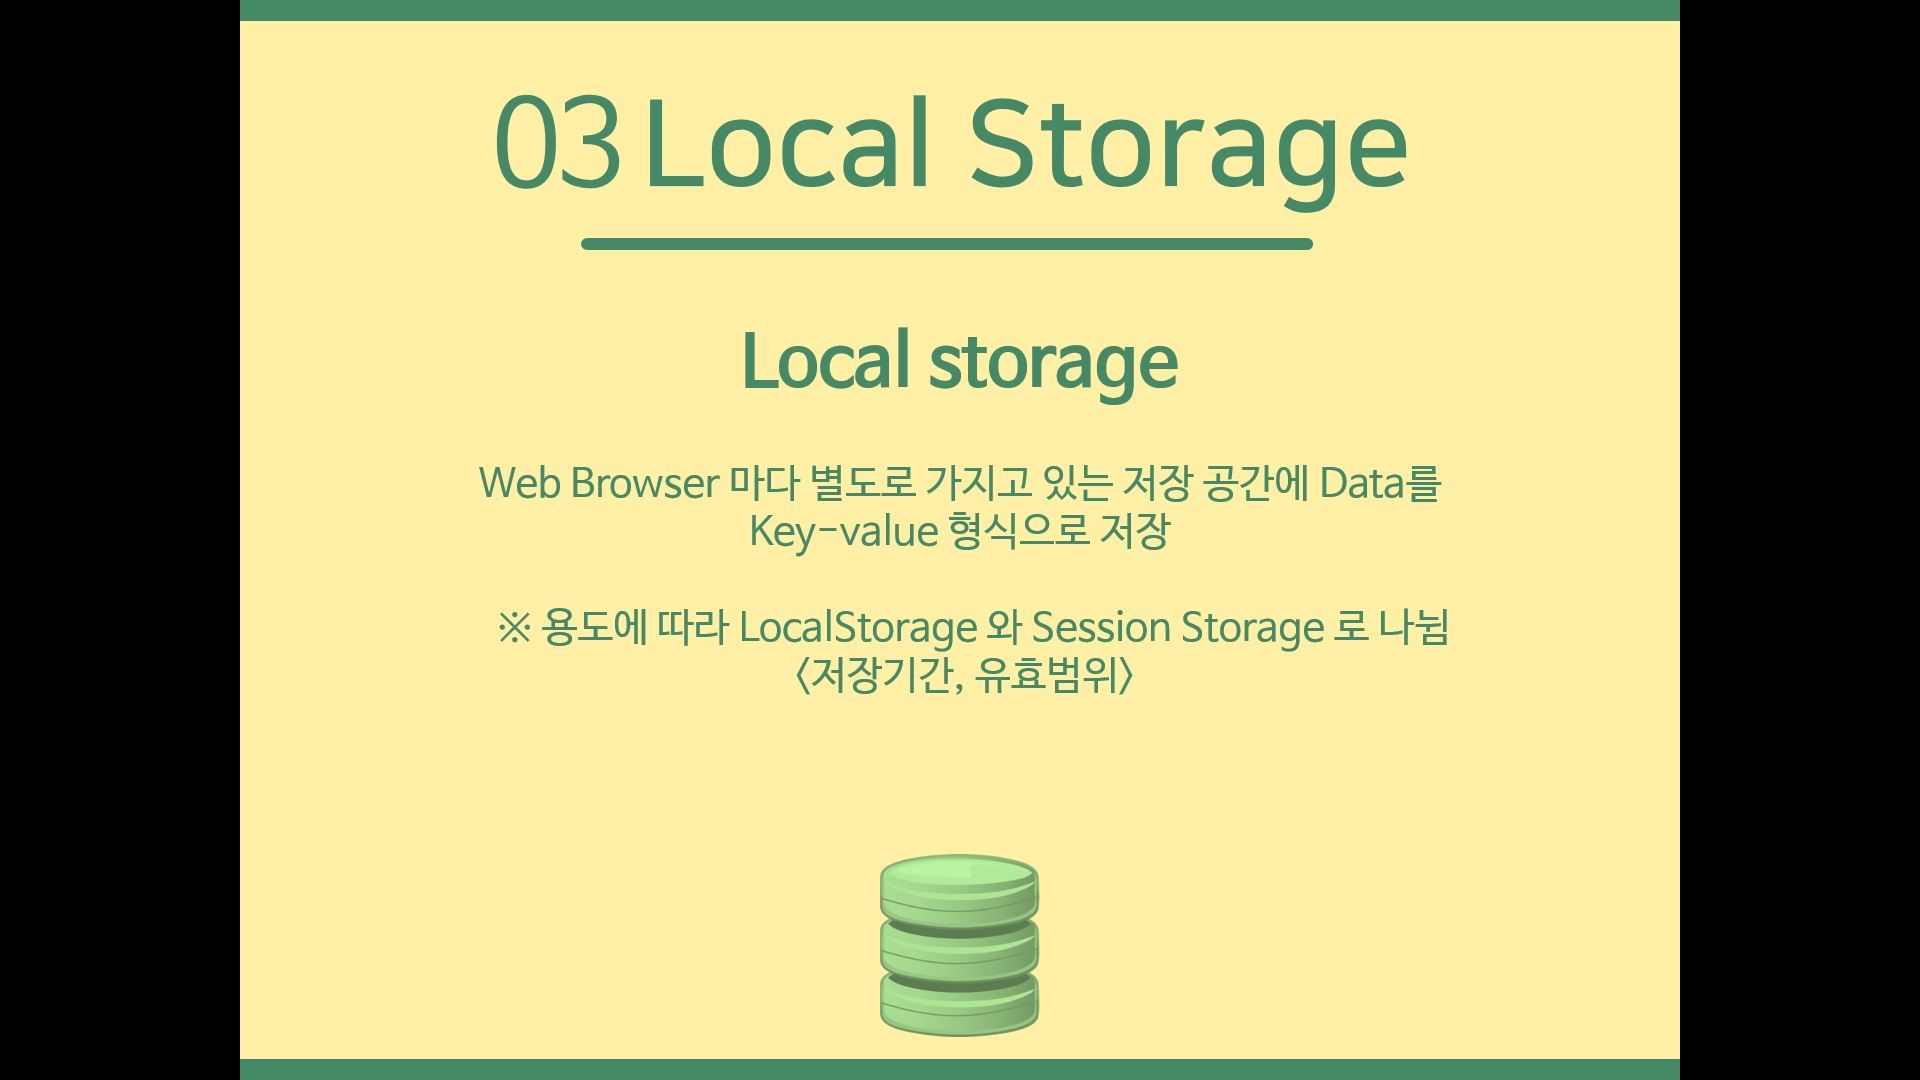 03 Local Storage
Local storage
Web Browser 마다 별도로 가지고 있는 저장 공간에 Data를
Key-value 형식으로 저장
※ 용도에 따라 LocalStorage 와 Session Storage 로 나뉨
<저장기간, 유효범위>